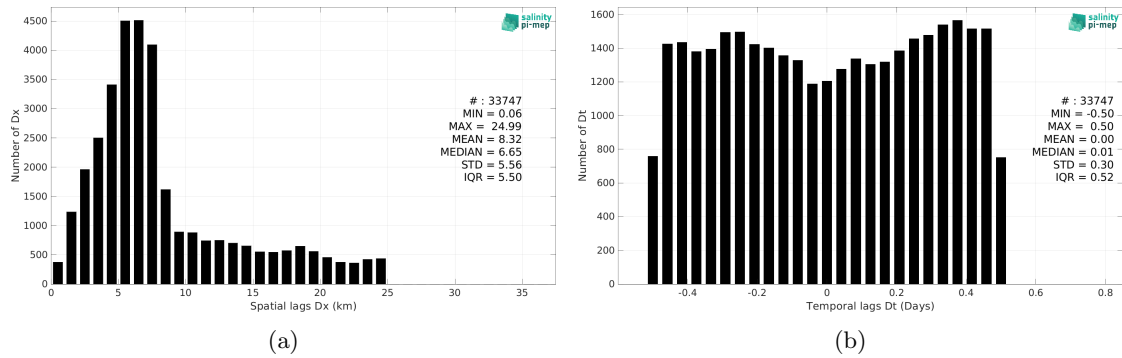 4500
4000
3500
3000
2500
2000
1500
1000
500
0
Number of Dx
salinity
pi-mep
# : 33747
MIN = 0.06
MAX = 24.99
MEAN = 8.32
MEDIAN = 6.65
STD = 5.56
IQR = 5.50
0 5 10 15 20 25 30 35
Spatial lags Dx (km)
(a)
1600
1400
1200
1000
800
600
400
200
0
Number of Dt
salinity
pi-mep
# : 33747
MIN = -0.50
MAX = 0.50
MEAN = 0.00
MEDIAN = 0.01
STD = 0.30
IQR = 0.52
-0.4 -0.2 0 0.2 0.4 0.6 0.8
Temporal lags Dt (Days)
(b)